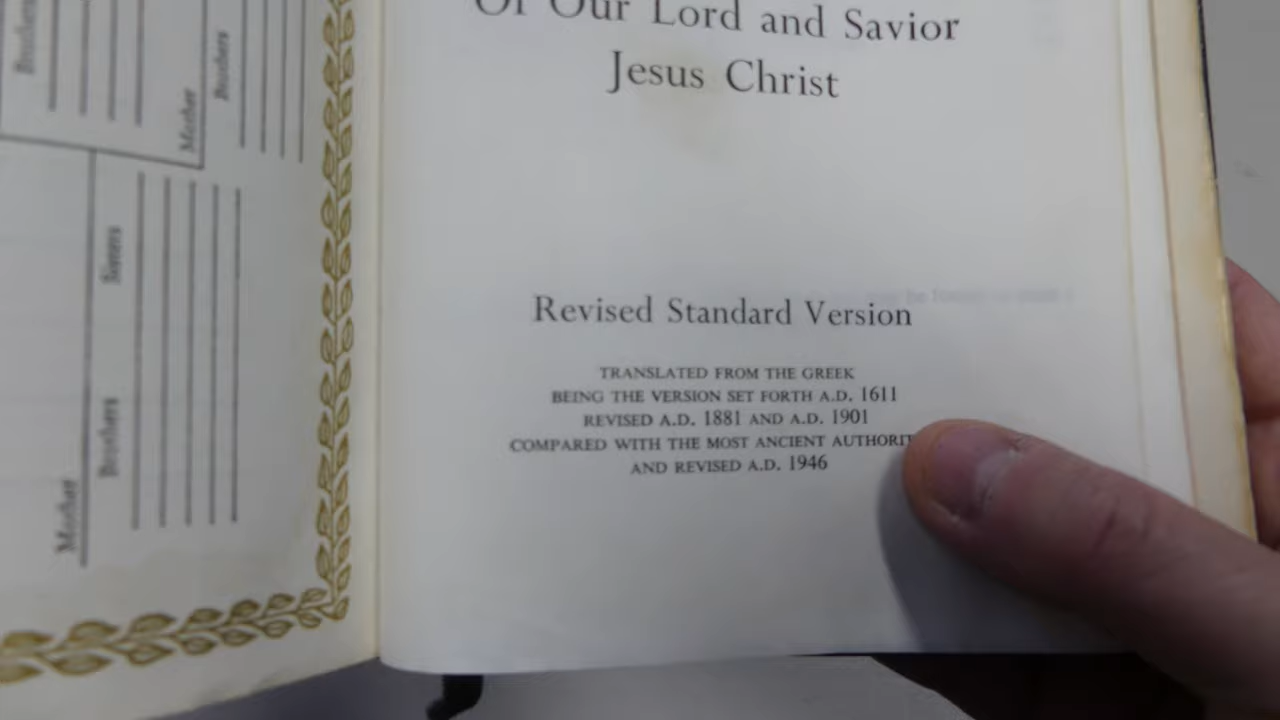 Of Our Lord and Savior
Jesus Christ
Revised Standard Version
TRANSLATED FROM THE GREEK
BEING THE VERSION SET FORTH A.D. 1611
REVISED A.D. 1881 AND A.D. 1901
COMPARED WITH THE MOST ANCIENT
AND REVISED A.D. 1946
Brothers
Mother
Brothers
Sisters
Brothers
Mother